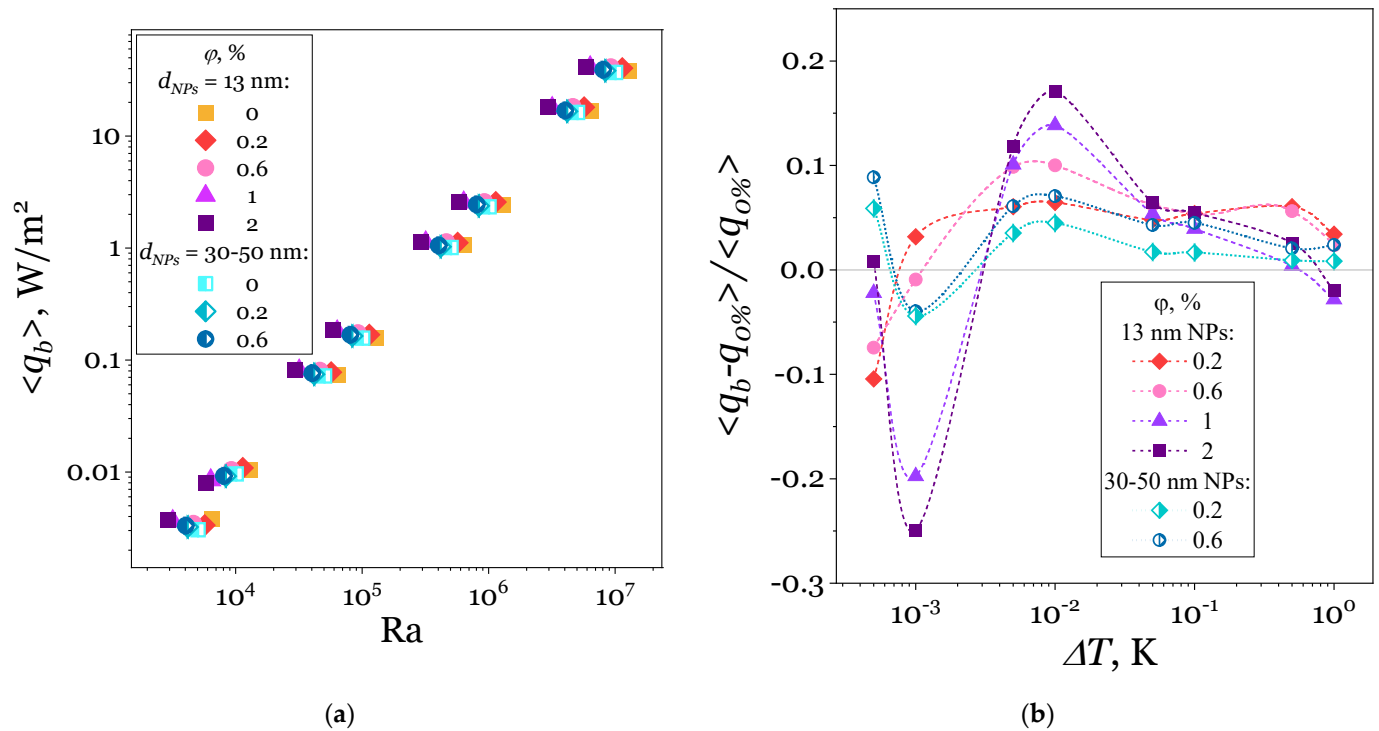 <q_b>, W/m²
10
1
0.1
0.01
φ, %
d_NPs = 13 nm:
0
0.2
0.6
1
2
d_NPs = 30-50 nm:
0
0.2
0.6
10⁴ 10⁵ 10⁶ 10⁷
Ra
(a)
<q_b-q_0%>/<q_0%>
0.2
0.1
0.0
-0.1
-0.2
-0.3
φ, %
13 nm NPs:
0.2
0.6
1
2
30-50 nm NPs:
0.2
0.6
10⁻³ 10⁻² 10⁻¹ 10⁰
ΔT, K
(b)